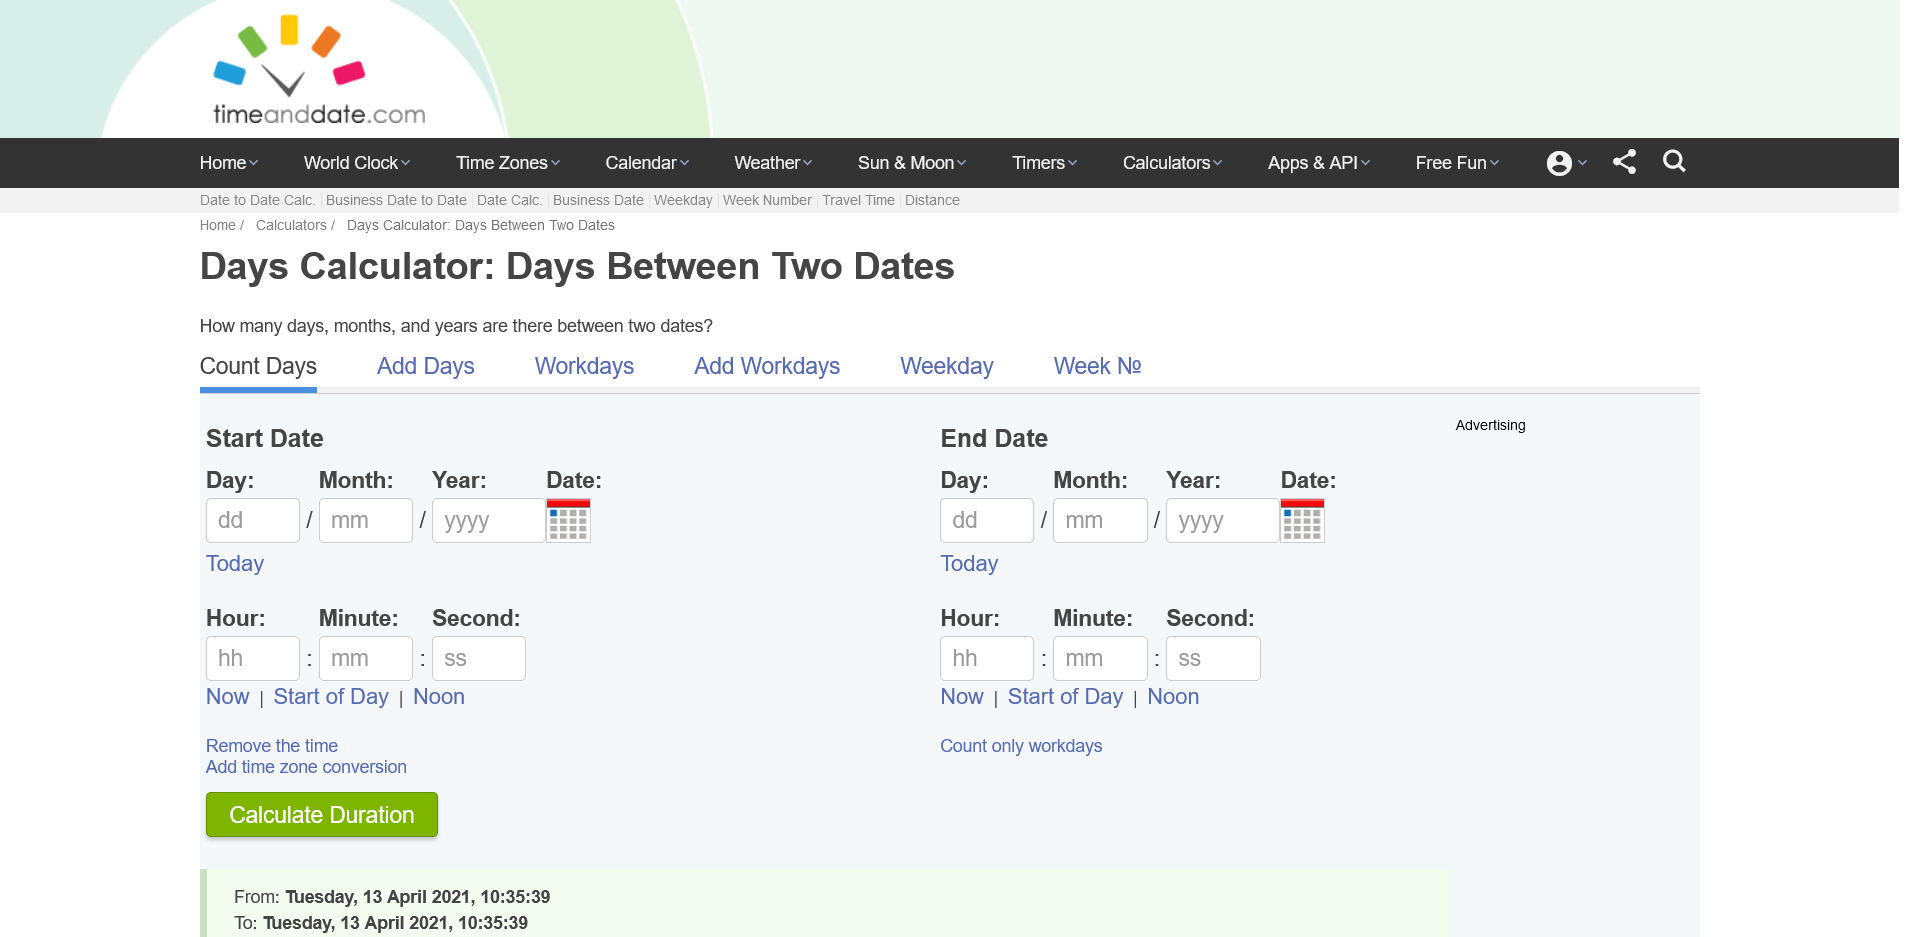 timeanddate.com
Home World Clock Time Zones Calendar Weather Sun & Moon Timers Calculators Apps & API Free Fun
Date to Date Calc. Business Date to Date Date Calc. Business Date Weekday Week Number Travel Time Distance
Home / Calculators / Days Calculator: Days Between Two Dates
Days Calculator: Days Between Two Dates
How many days, months, and years are there between two dates?
Count Days Add Days Workdays Add Workdays Weekday Week №
Start Date
Day: Month: Year: Date:
dd / mm / yyyy
Today
Hour: Minute: Second:
hh : mm : ss
Now | Start of Day | Noon
Remove the time
Add time zone conversion
Calculate Duration
End Date
Day: Month: Year: Date:
dd / mm / yyyy
Today
Hour: Minute: Second:
hh : mm : ss
Now | Start of Day | Noon
Count only workdays
Advertising
From: Tuesday, 13 April 2021, 10:35:39
To: Tuesday, 13 April 2021, 10:35:39